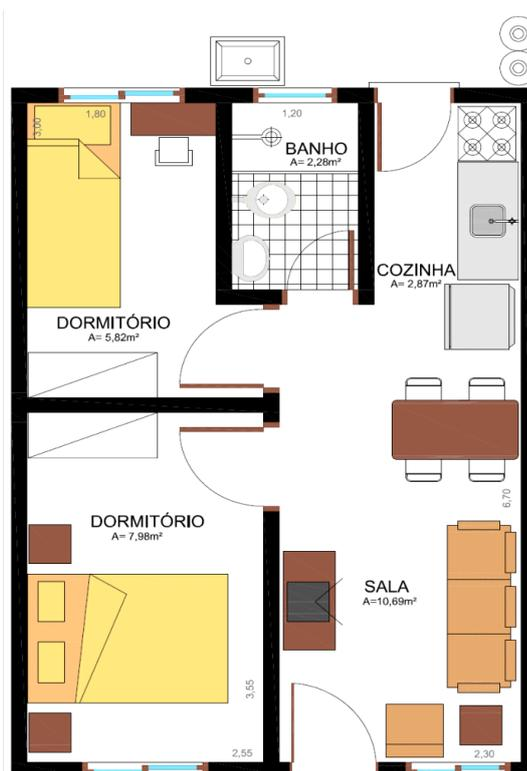 1,80
3,00
1,20
BANHO
A= 2,28m²
COZINHA
A= 2,87m²
DORMITÓRIO
A= 5,82m²
DORMITÓRIO
A= 7,98m²
6,70
SALA
A=10,69m²
3,55
2,55
2,30